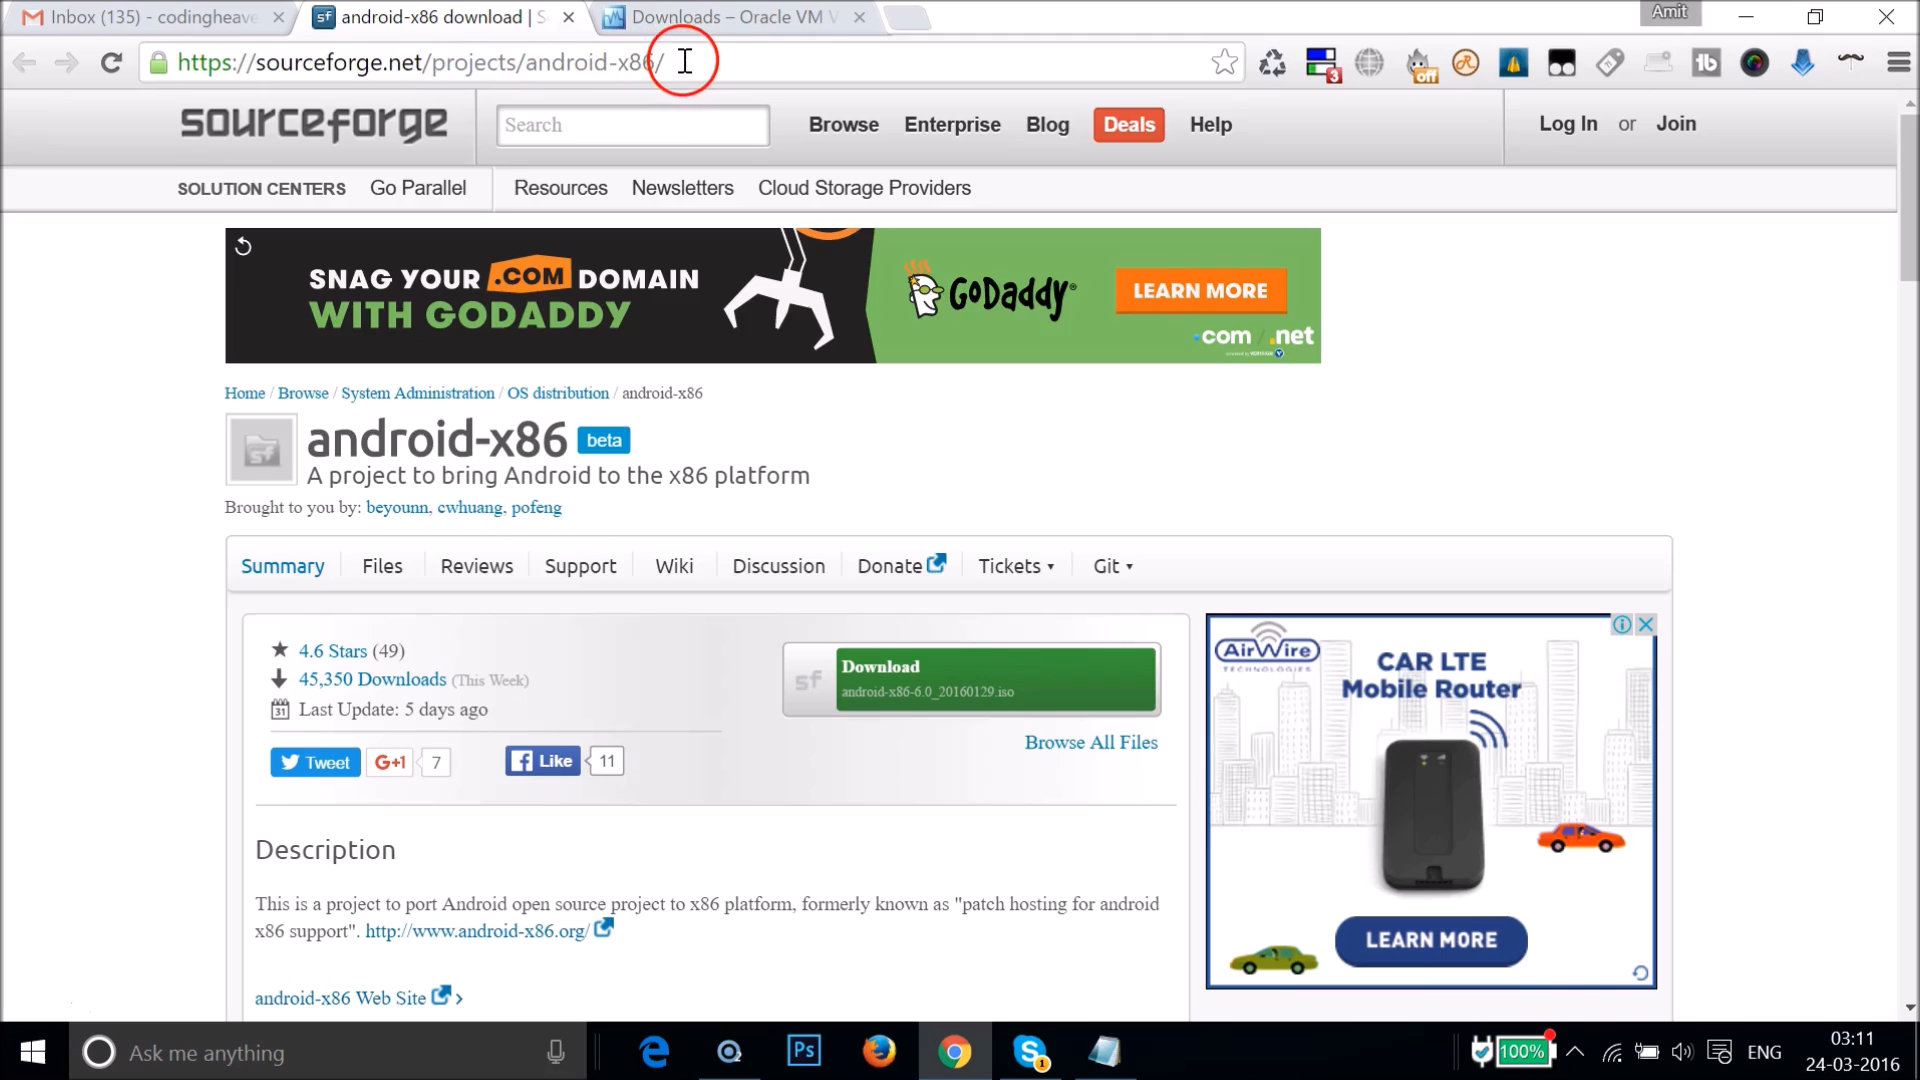 Inbox (135) - codingheave
android-x86 download | S
Downloads – Oracle VM V
Amit
https://sourceforge.net/projects/android-x86/
3
off
sourceforge
Search
Browse
Enterprise
Blog
Deals
Help
Log In or Join
SOLUTION CENTERS
Go Parallel
Resources
Newsletters
Cloud Storage Providers
SNAG YOUR .COM DOMAIN
WITH GODADDY
GoDaddy
LEARN MORE
.com / .net
Home / Browse / System Administration / OS distribution / android-x86
android-x86 beta
A project to bring Android to the x86 platform
Brought to you by: beyounn, cwhuang, pofeng
Summary
Files
Reviews
Support
Wiki
Discussion
Donate
Tickets
Git
4.6 Stars (49)
45,350 Downloads (This Week)
Last Update: 5 days ago
Tweet
G+1
7
Like
11
sf
Download
android-x86-6.0_20160129.iso
Browse All Files
AirWire
TECHNOLOGIES
CAR LTE
Mobile Router
LEARN MORE
Description
This is a project to port Android open source project to x86 platform, formerly known as "patch hosting for android
x86 support". http://www.android-x86.org/
android-x86 Web Site
Ask me anything
Ps
1
100%
ENG
03:11
24-03-2016